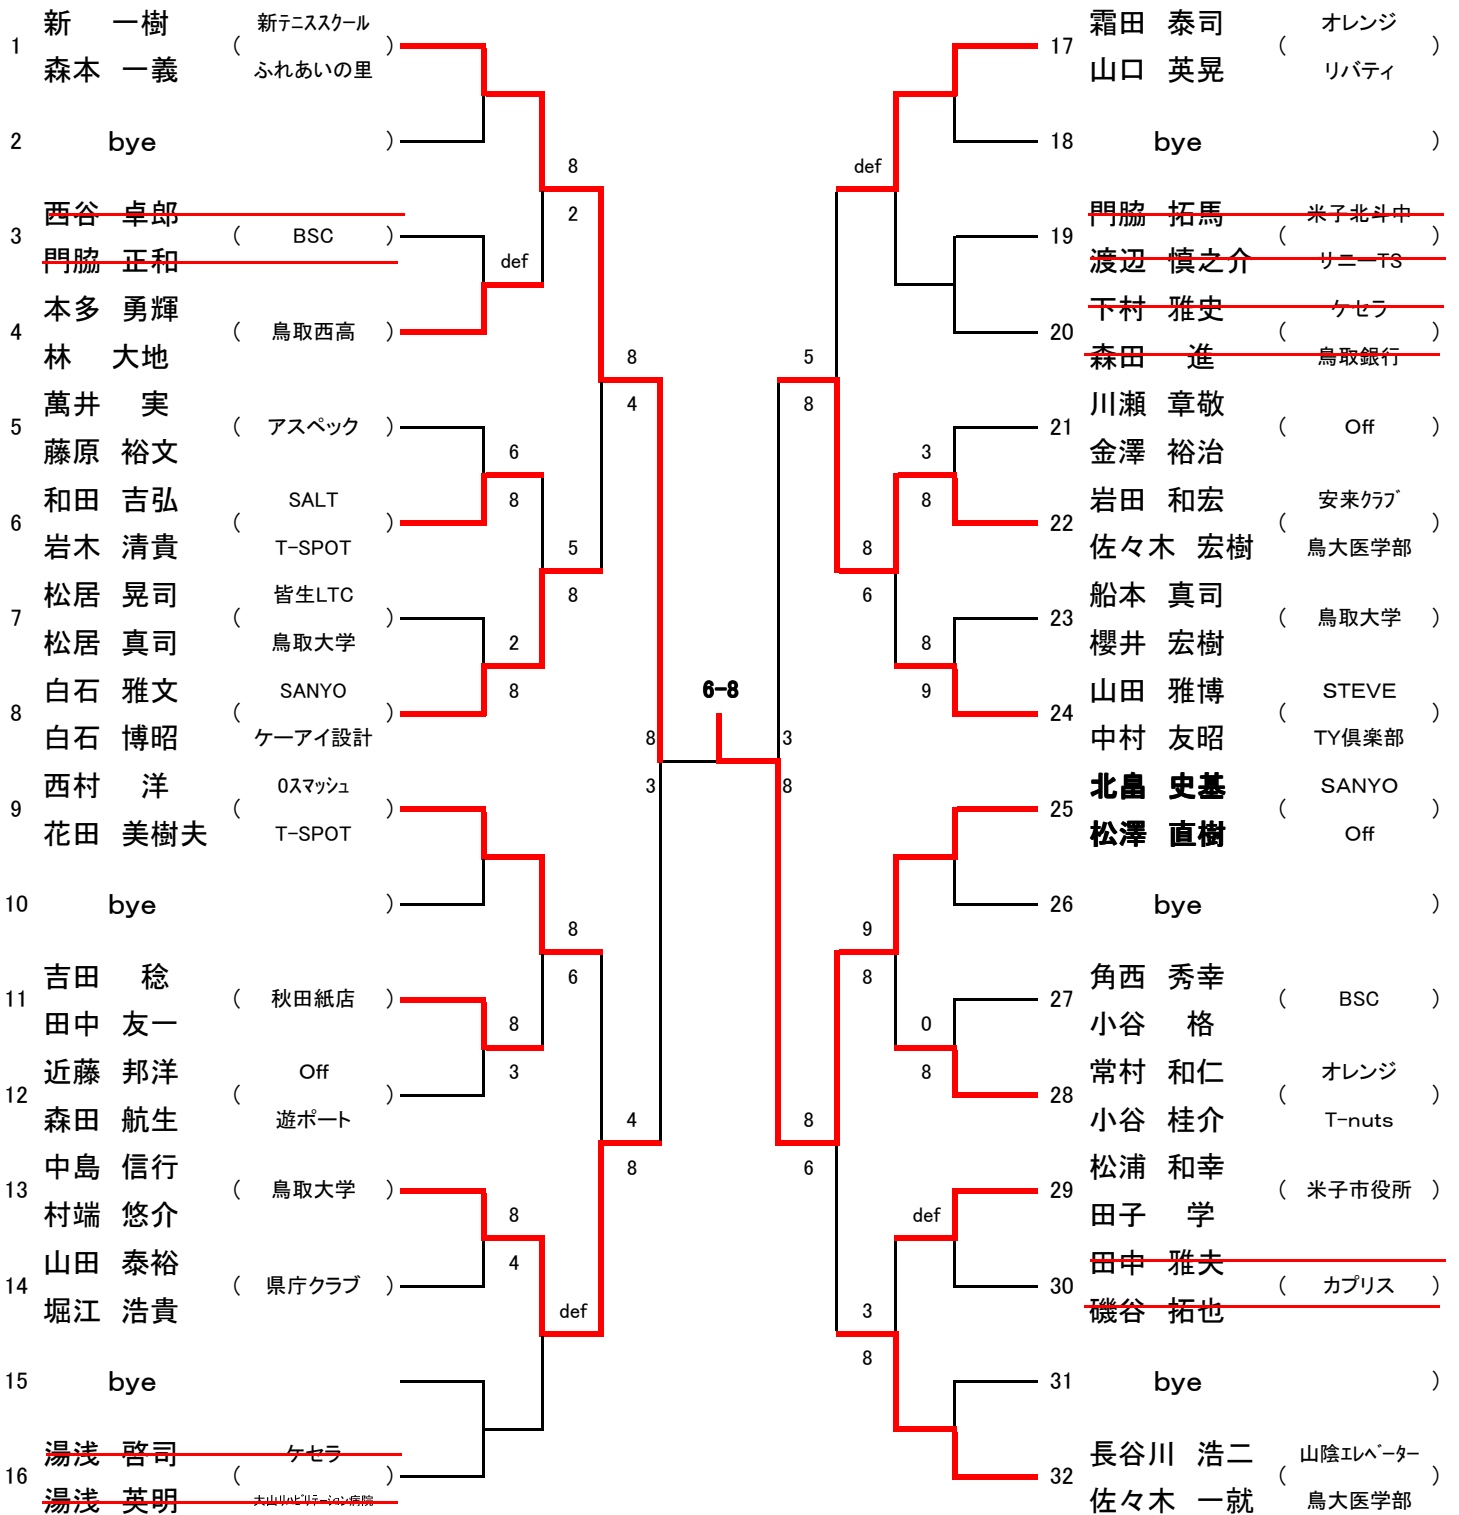 1 新 一樹 ( 新テニススクール )
森本 一義 ふれあいの里
2 bye )
8
2
3 西谷 卓郎 ( BSC )
門脇 正和
def
4 本多 勇輝 ( 鳥取西高 )
林 大地
8
4
5 萬井 実 ( アスペック )
藤原 裕文
6
8
6 和田 吉弘 ( SALT )
岩木 清貴 T-SPOT
5
8
7 松居 晃司 ( 皆生LTC )
松居 真司 鳥取大学
2
8
8 白石 雅文 ( SANYO )
白石 博昭 ケーアイ設計
8
3
9 西村 洋 ( Oスマッシュ )
花田 美樹夫 T-SPOT
10 bye )
8
6
11 吉田 稔 ( 秋田紙店 )
田中 友一
8
3
12 近藤 邦洋 ( Off )
森田 航生 遊ポート
4
8
13 中島 信行 ( 鳥取大学 )
村端 悠介
8
4
14 山田 泰裕 ( 県庁クラブ )
堀江 浩貴
def
15 bye
16 湯浅 啓司 ( ケセラ )
湯浅 英明 大山リハビリテーション病院
6-8
17 霜田 泰司 ( オレンジ )
山口 英晃 リバティ
18 bye )
def
19 門脇 拓馬 ( 米子北斗中 )
渡辺 慎之介 リニーTS
20 下村 雅史 ( ケセラ )
森田 進 鳥取銀行
5
8
21 川瀬 章敬 ( Off )
金澤 裕治
3
8
22 岩田 和宏 ( 安来クラブ )
佐々木 宏樹 鳥大医学部
8
6
23 船本 真司 ( 鳥取大学 )
櫻井 宏樹
8
9
24 山田 雅博 ( STEVE )
中村 友昭 TY倶楽部
3
8
25 北畠 史基 ( SANYO )
松澤 直樹 Off
26 bye )
9
8
27 角西 秀幸 ( BSC )
小谷 格
0
8
28 常村 和仁 ( オレンジ )
小谷 桂介 T-nuts
8
6
29 松浦 和幸 ( 米子市役所 )
田子 学
def
30 田中 雅夫 ( カプリス )
磯谷 拓也
3
8
31 bye )
32 長谷川 浩二 ( 山陰エレベーター )
佐々木 一就 鳥大医学部